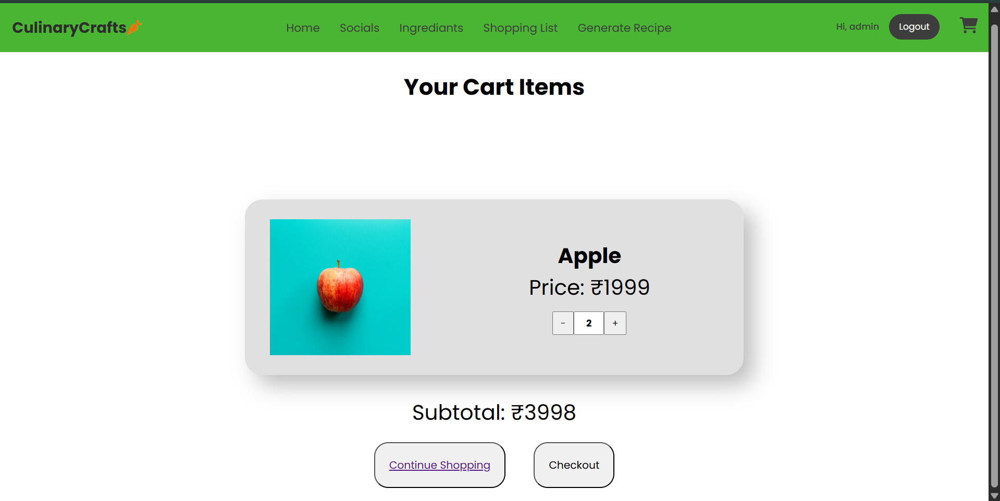 CulinaryCrafts
Home Socials Ingrediants Shopping List Generate Recipe
Hi, admin Logout
Your Cart Items
Apple
Price: ₹1999
- 2 +
Subtotal: ₹3998
Continue Shopping Checkout